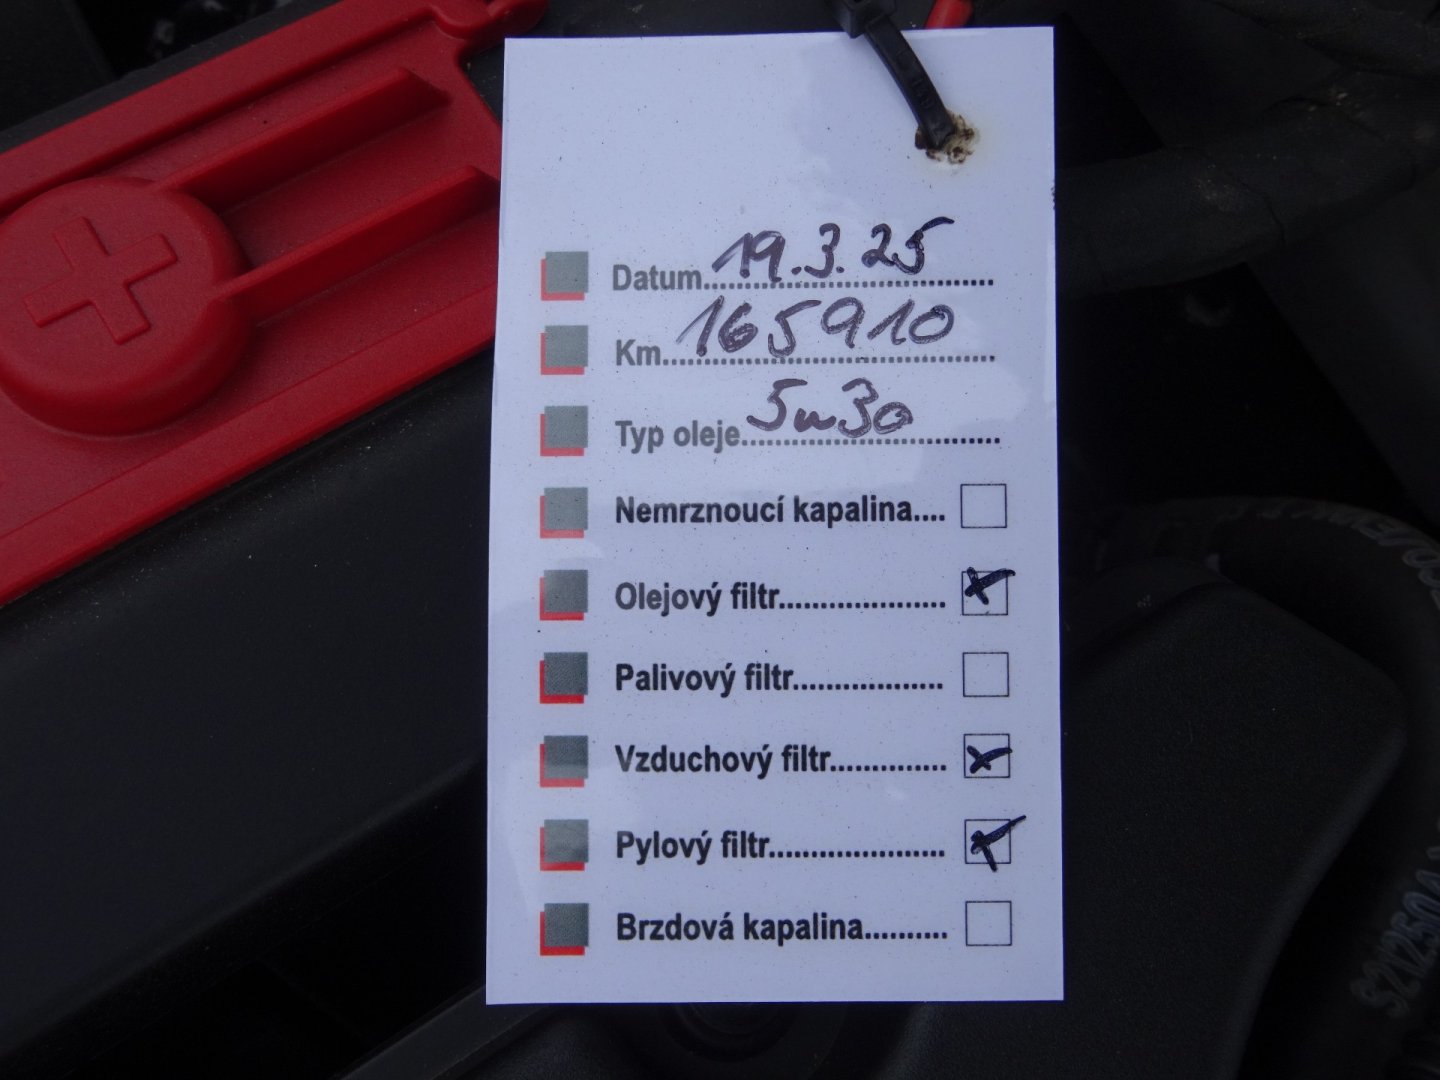 Datum 19.3.25
Km 165910
Typ oleje 5w30
Nemrznoucí kapalina....
Olejový filtr....................
Palivový filtr..................
Vzduchový filtr..............
Pylový filtr.....................
Brzdová kapalina..........